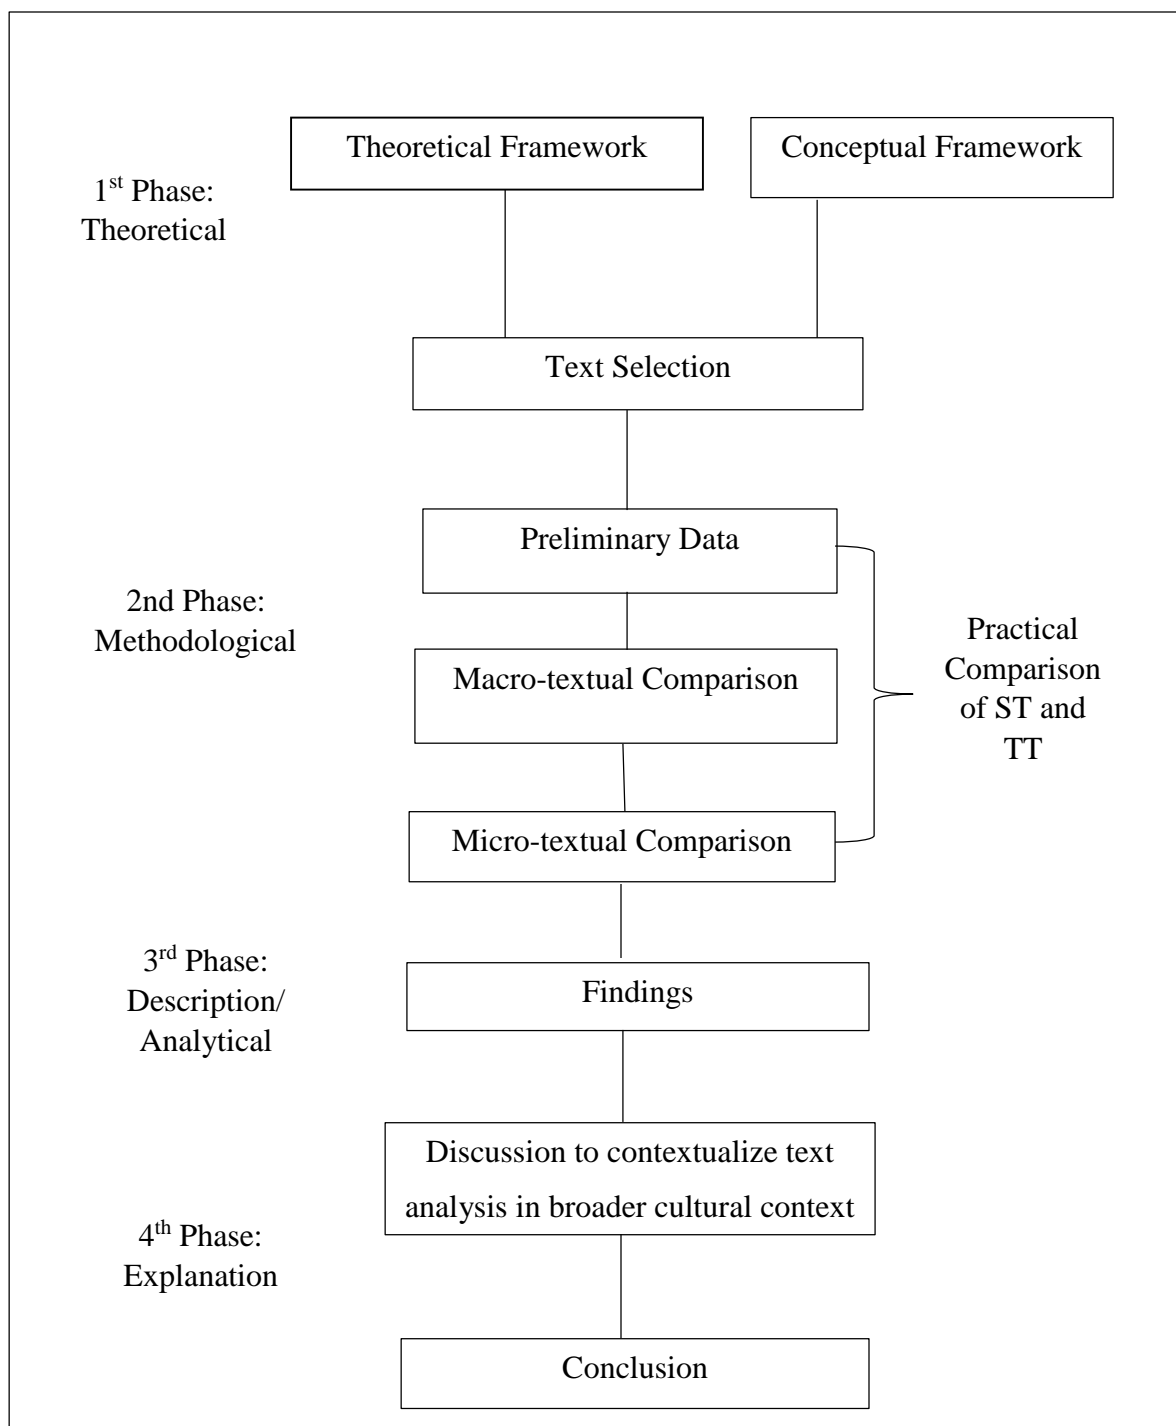 Theoretical Framework
Conceptual Framework
1st Phase:
Theoretical
Text Selection
Preliminary Data
2nd Phase:
Methodological
Macro-textual Comparison
Practical
Comparison
of ST and
TT
Micro-textual Comparison
3rd Phase:
Description/
Analytical
Findings
Discussion to contextualize text
analysis in broader cultural context
4th Phase:
Explanation
Conclusion